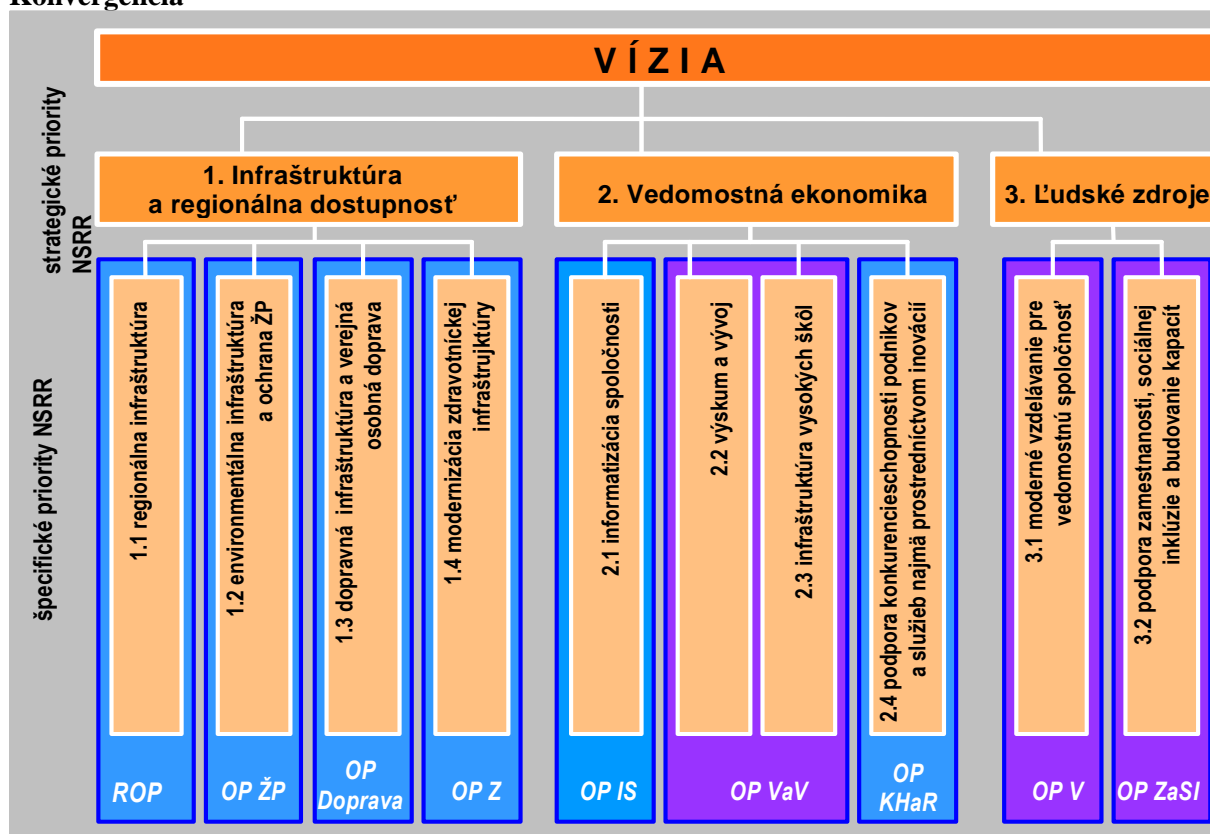 Konvergencia
V Í Z I A
strategické priority
NSRR
1. Infraštruktúra
a regionálna dostupnosť
2. Vedomostná ekonomika
3. Ľudské zdroje
špecifické priority NSRR
1.1 regionálna infraštruktúra
1.2 environmentálna infraštruktúra
a ochrana ŽP
1.3 dopravná infraštruktúra a verejná
osobná doprava
1.4 modernizácia zdravotníckej
infraštrujktúry
2.1 informatizácia spoločnosti
2.2 výskum a vývoj
2.3 infraštruktúra vysokých škôl
2.4 podpora konkurencieschopnosti podnikov
a služieb najmä prostredníctvom inovácií
3.1 moderné vzdelávanie pre
vedomostnú spoločnosť
3.2 podpora zamestnanosti, sociálnej
inklúzie a budovanie kapacít
ROP
OP ŽP
OP
Doprava
OP Z
OP IS
OP VaV
OP
KHaR
OP V
OP ZaSI